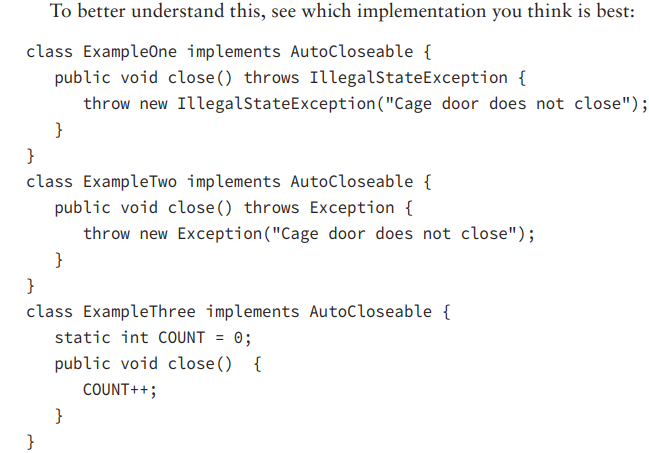 To better understand this, see which implementation you think is best:
class ExampleOne implements AutoCloseable {
   public void close() throws IllegalStateException {
      throw new IllegalStateException("Cage door does not close");
   }
}
class ExampleTwo implements AutoCloseable {
   public void close() throws Exception {
      throw new Exception("Cage door does not close");
   }
}
class ExampleThree implements AutoCloseable {
   static int COUNT = 0;
   public void close()  {
      COUNT++;
   }
}